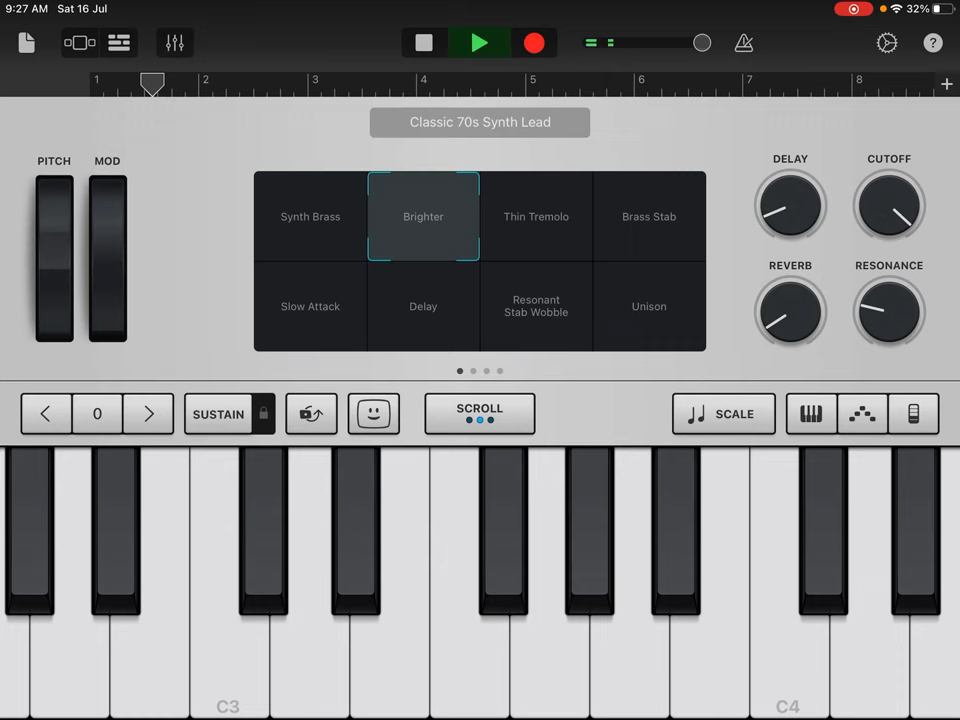 9:27 AM Sat 16 Jul
32%
?
1 2 3 4 5 6 7 8 +
Classic 70s Synth Lead
PITCH MOD
DELAY CUTOFF
Synth Brass Brighter Thin Tremolo Brass Stab
REVERB RESONANCE
Slow Attack Delay Resonant
Stab Wobble Unison
0 SUSTAIN SCROLL SCALE
C3 C4